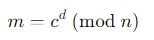 m = c^d (mod n)